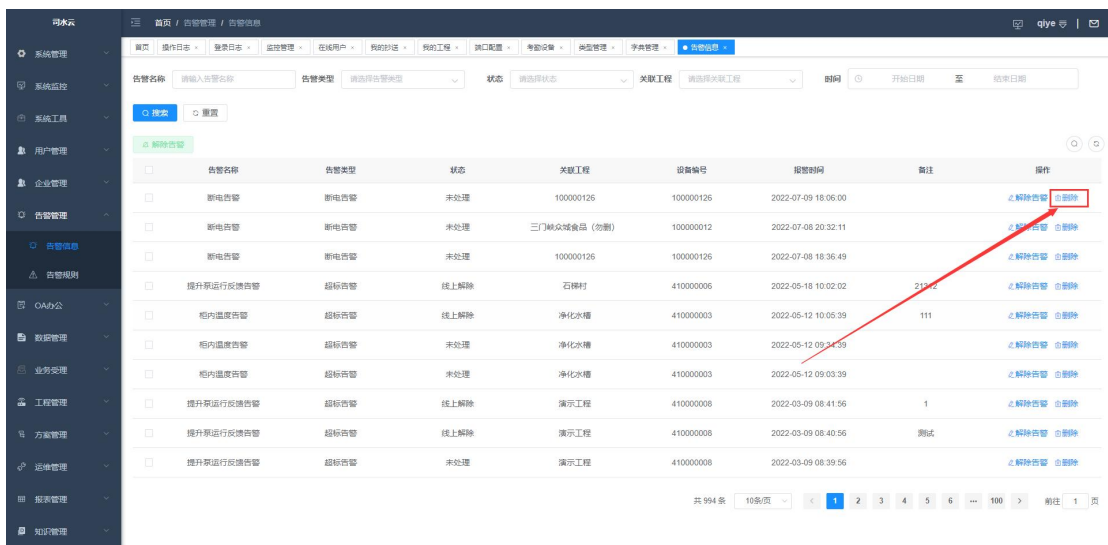 司水云
首页 / 告警管理 / 告警信息
qiye
系统管理
系统监控
系统工具
用户管理
企业管理
告警管理
告警信息
告警规则
OA办公
数据管理
业务受理
工程管理
方案管理
运维管理
报表管理
知识管理
首页 操作日志 × 登录日志 × 监控管理 × 在线用户 × 我的抄送 × 我的工程 × 端口配置 × 考勤设备 × 类型管理 × 字典管理 × 告警信息 ×
告警名称 请输入告警名称 告警类型 请选择告警类型 状态 请选择状态 关联工程 请选择关联工程 时间 开始日期 至 结束日期
搜索 重置
解除告警
告警名称 告警类型 状态 关联工程 设备编号 报警时间 备注 操作
断电告警 断电告警 未处理 100000126 100000126 2022-07-09 18:06:00 解除告警 删除
断电告警 断电告警 未处理 三门峡众城食品（勿删） 100000012 2022-07-08 20:32:11 解除告警 删除
断电告警 断电告警 未处理 100000126 100000126 2022-07-08 18:36:49 解除告警 删除
提升泵运行反馈告警 超标告警 线上解除 石梯村 410000006 2022-05-18 10:02:02 解除告警 删除
柜内温度告警 超标告警 线上解除 净化水槽 410000003 2022-05-12 10:05:39 111 解除告警 删除
柜内温度告警 超标告警 未处理 净化水槽 410000003 2022-05-12 09:34:39 解除告警 删除
柜内温度告警 超标告警 未处理 净化水槽 410000003 2022-05-12 09:03:39 解除告警 删除
提升泵运行反馈告警 超标告警 线上解除 演示工程 410000008 2022-03-09 08:41:56 1 解除告警 删除
提升泵运行反馈告警 超标告警 线上解除 演示工程 410000008 2022-03-09 08:40:56 测试 解除告警 删除
提升泵运行反馈告警 超标告警 未处理 演示工程 410000008 2022-03-09 08:39:56 解除告警 删除
共 994 条 10条/页 < 1 2 3 4 5 6 ··· 100 > 前往 1 页